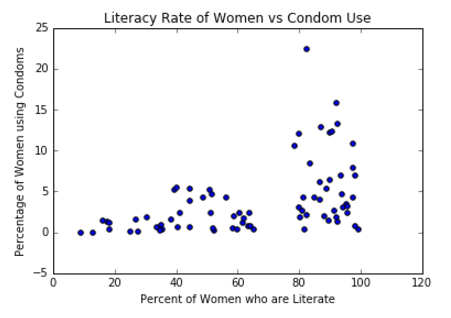 Literacy Rate of Women vs Condom Use
25
20
15
10
5
0
−5
Percentage of Women using Condoms
0 20 40 60 80 100 120
Percent of Women who are Literate